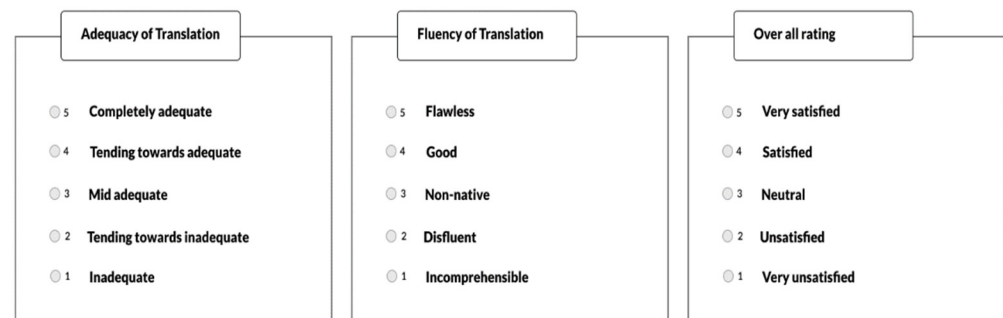 Adequacy of Translation
5 Completely adequate
4 Tending towards adequate
3 Mid adequate
2 Tending towards inadequate
1 Inadequate
Fluency of Translation
5 Flawless
4 Good
3 Non-native
2 Disfluent
1 Incomprehensible
Over all rating
5 Very satisfied
4 Satisfied
3 Neutral
2 Unsatisfied
1 Very unsatisfied